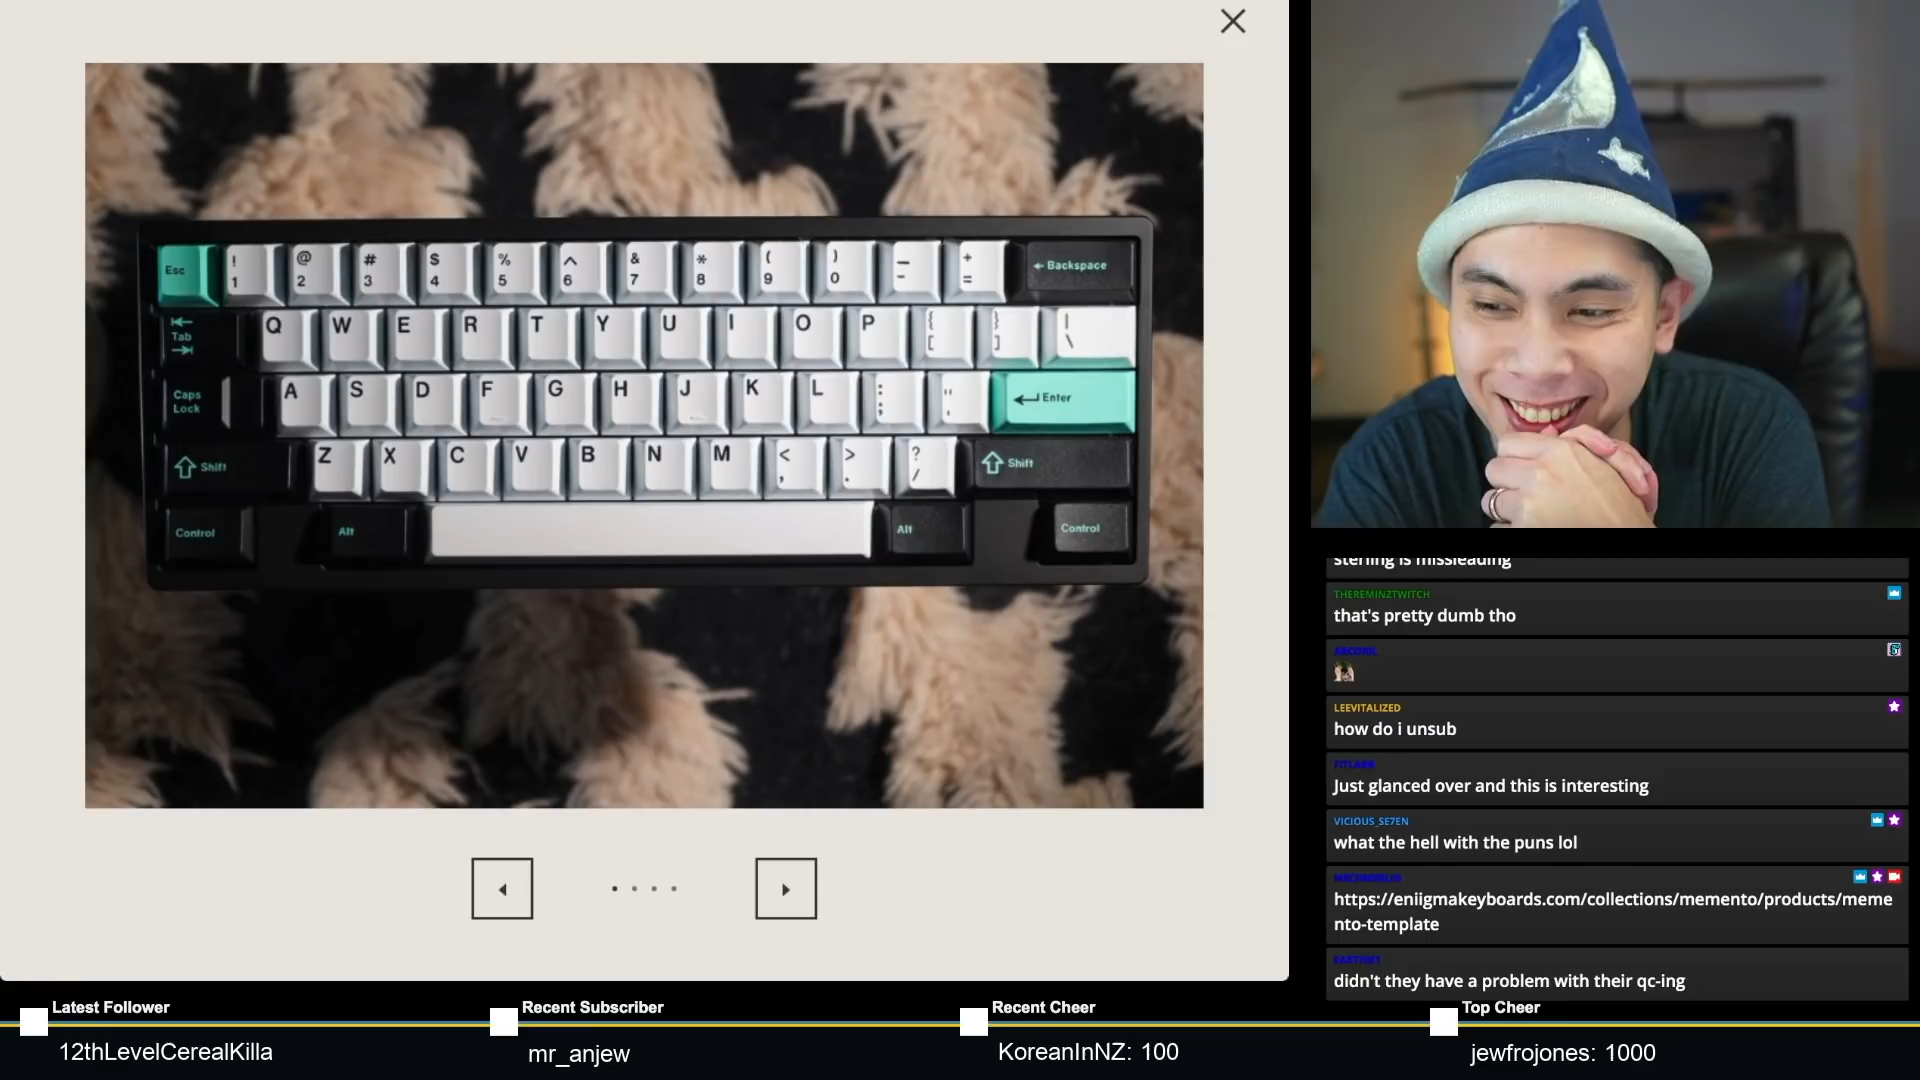 Esc ! 1 @ 2 # 3 $ 4 % 5 ^ 6 & 7 * 8 ( 9 ) 0 _ - + = ← Backspace
Tab Q W E R T Y U I O P { [ } ] | \
Caps Lock A S D F G H J K L : ; " ' Enter
Shift Z X C V B N M < , > . ? / Shift
Control Alt Alt Control
sterling is missleading
THEREMINZTWITCH
that's pretty dumb tho
LEEVITALIZED
how do i unsub
Just glanced over and this is interesting
VICIOUS_SE7EN
what the hell with the puns lol
https://eniigmakeyboards.com/collections/memento/products/meme
nto-template
didn't they have a problem with their qc-ing
Latest Follower Recent Subscriber Recent Cheer Top Cheer
12thLevelCerealKilla mr_anjew KoreanInNZ: 100 jewfrojones: 1000